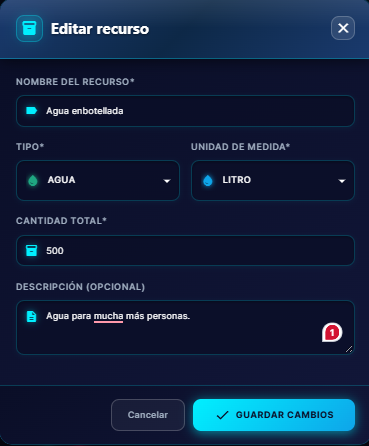 Editar recurso
NOMBRE DEL RECURSO*
Agua enbotellada
TIPO*
UNIDAD DE MEDIDA*
AGUA
LITRO
CANTIDAD TOTAL*
500
DESCRIPCIÓN (OPCIONAL)
Agua para mucha más personas.
1
Cancelar
GUARDAR CAMBIOS